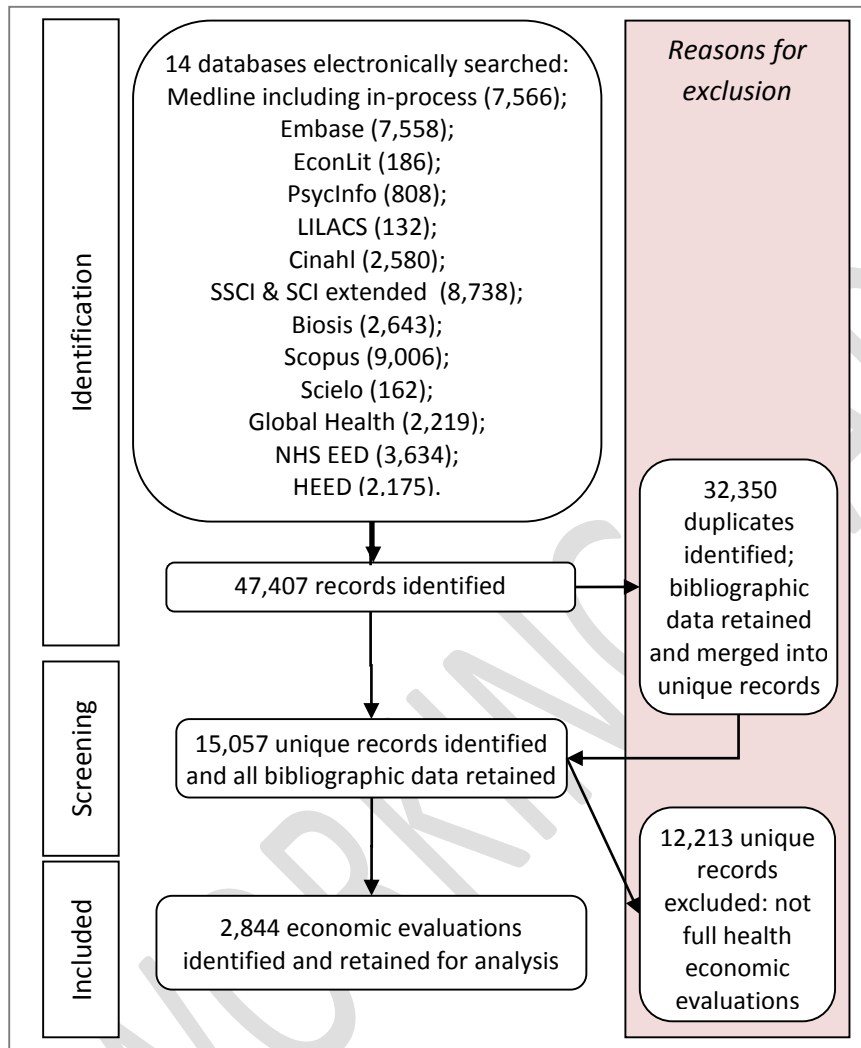 14 databases electronically searched:
Medline including in-process (7,566);
Embase (7,558);
EconLit (186);
PsycInfo (808);
LILACS (132);
Cinahl (2,580);
SSCI & SCI extended (8,738);
Biosis (2,643);
Scopus (9,006);
Scielo (162);
Global Health (2,219);
NHS EED (3,634);
HEED (2,175).
Reasons for
exclusion
Identification
47,407 records identified
32,350
duplicates
identified;
bibliographic
data retained
and merged into
unique records
Screening
15,057 unique records identified
and all bibliographic data retained
12,213 unique
records
excluded: not
full health
economic
evaluations
Included
2,844 economic evaluations
identified and retained for analysis
WORKING